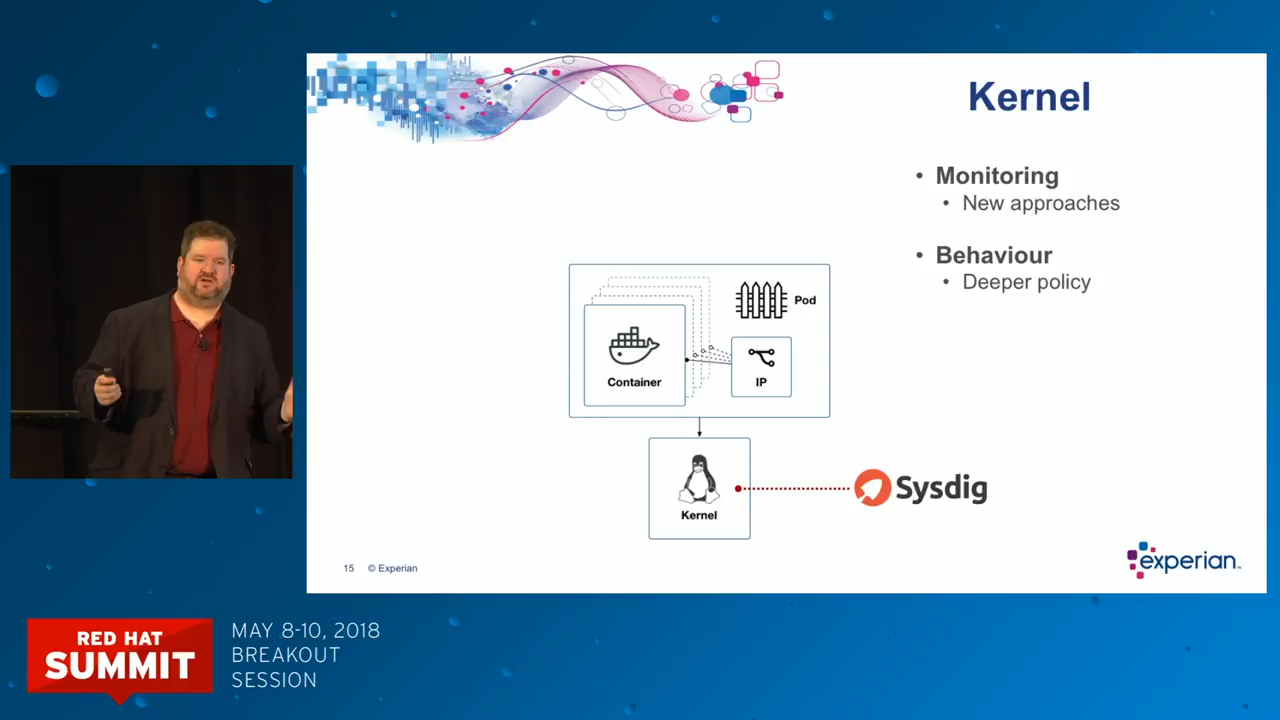 Kernel
• Monitoring
• New approaches
• Behaviour
• Deeper policy
Pod
Container
IP
Kernel
Sysdig
15 © Experian
experian™
RED HAT
SUMMIT
MAY 8-10, 2018
BREAKOUT
SESSION